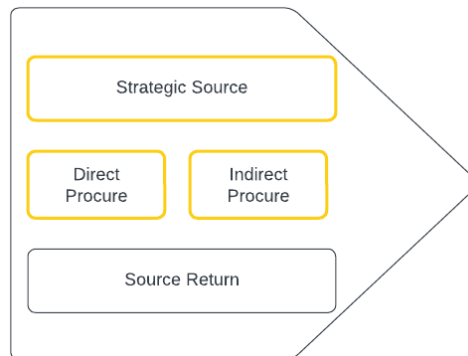 Strategic Source
Direct
Procure
Indirect
Procure
Source Return